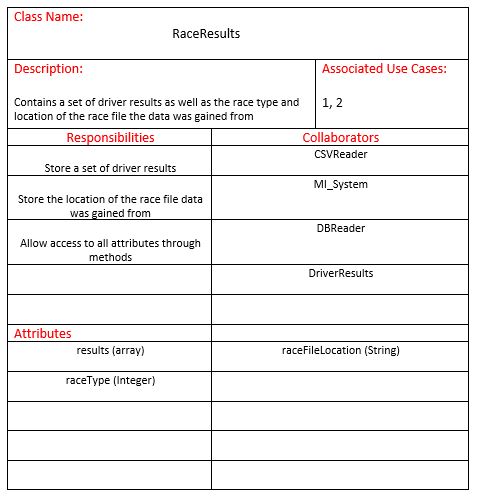 Class Name:
RaceResults
Description:
Associated Use Cases:
Contains a set of driver results as well as the race type and
location of the race file the data was gained from
1, 2
Responsibilities
Collaborators
Store a set of driver results
CSVReader
Store the location of the race file data
was gained from
MI_System
Allow access to all attributes through
methods
DBReader
DriverResults
Attributes
results (array)
raceFileLocation (String)
raceType (Integer)